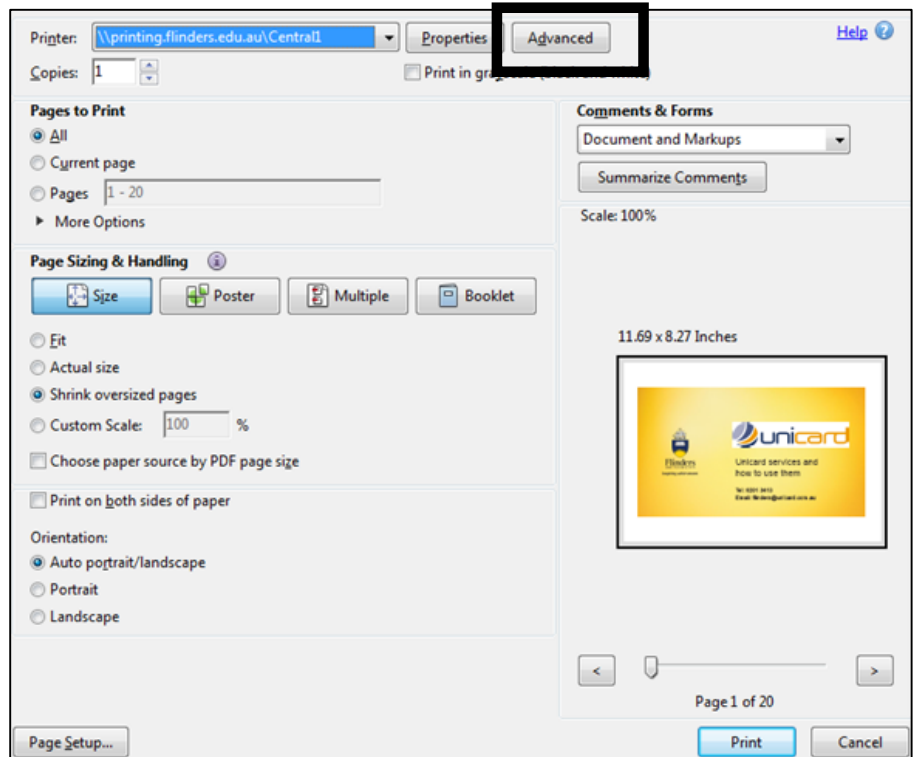 Printer: \\printing.flinders.edu.au\Central1 Properties Advanced Help
Copies: 1 Print in
Pages to Print
All
Current page
Pages 1 - 20
More Options
Page Sizing & Handling
Size Poster Multiple Booklet
Fit
Actual size
Shrink oversized pages
Custom Scale: 100 %
Choose paper source by PDF page size
Print on both sides of paper
Orientation:
Auto portrait/landscape
Portrait
Landscape
Comments & Forms
Document and Markups
Summarize Comments
Scale: 100%
11.69 x 8.27 Inches
unicard
Flinders
Unicard services and
how to use them
Page 1 of 20
Page Setup... Print Cancel